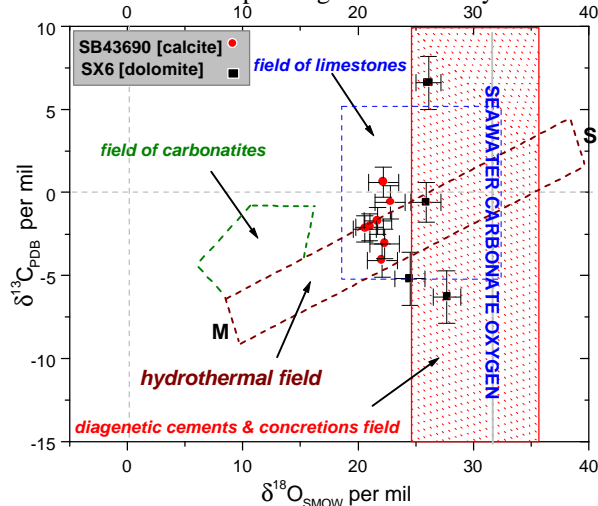 0 10 20 30 40
10
5
0
-5
-10
-15
δ13CPDB per mil
SB43690 [calcite]
SX6 [dolomite]
field of limestones
field of carbonatites
SEAWATER CARBONATE OXYGEN
S
M
hydrothermal field
diagenetic cements & concretions field
0 10 20 30 40
δ18OSMOW per mil